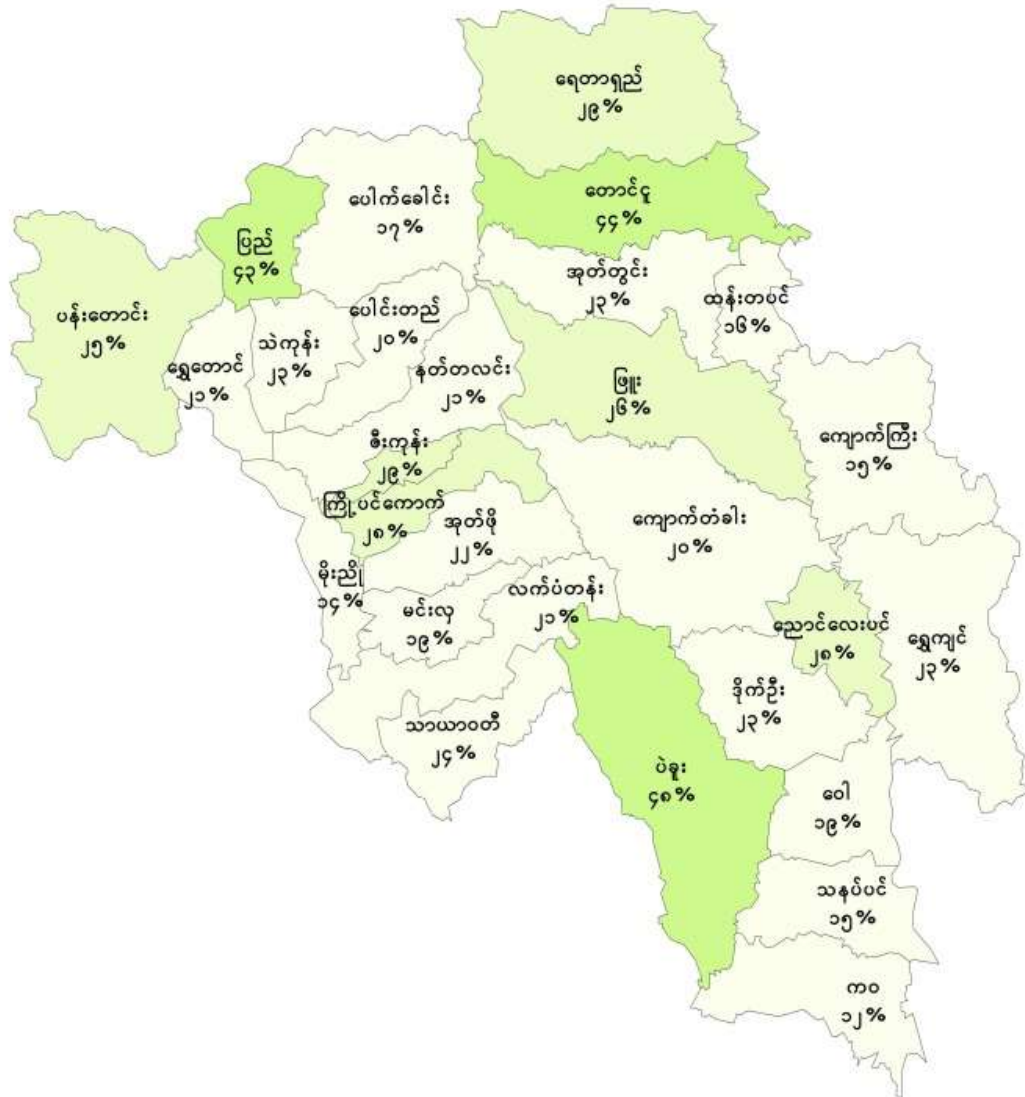 ရေတာရှည်
၂၉%
တောင်ငူ
၄၄%
ပေါက်ခေါင်း
၁၇%
ပြည်
၄၃%
အုတ်တွင်း
၂၃%
ထန်းတပင်
၁၆%
ပန်းတောင်း
၂၅%
ပေါင်းတည်
၂၀%
သဲကုန်း
၂၃%
ရွှေတောင်
၂၁%
နတ်တလင်း
၂၁%
ဖြူး
၂၆%
ကျောက်ကြီး
၁၅%
ဇီးကုန်း
၂၉%
ကြို့ပင်ကောက်
၂၈%
အုတ်ဖို
၂၂%
ကျောက်တံခါး
၂၀%
မိုးညို
၁၄%
မင်းလှ
၁၉%
လက်ပံတန်း
၂၁%
ညောင်လေးပင်
၂၈%
ရွှေကျင်
၂၃%
ဒိုက်ဦး
၂၃%
သာယာဝတီ
၂၄%
ပဲခူး
၄၈%
ဝေါ
၁၉%
သနပ်ပင်
၁၅%
ကဝ
၁၂%